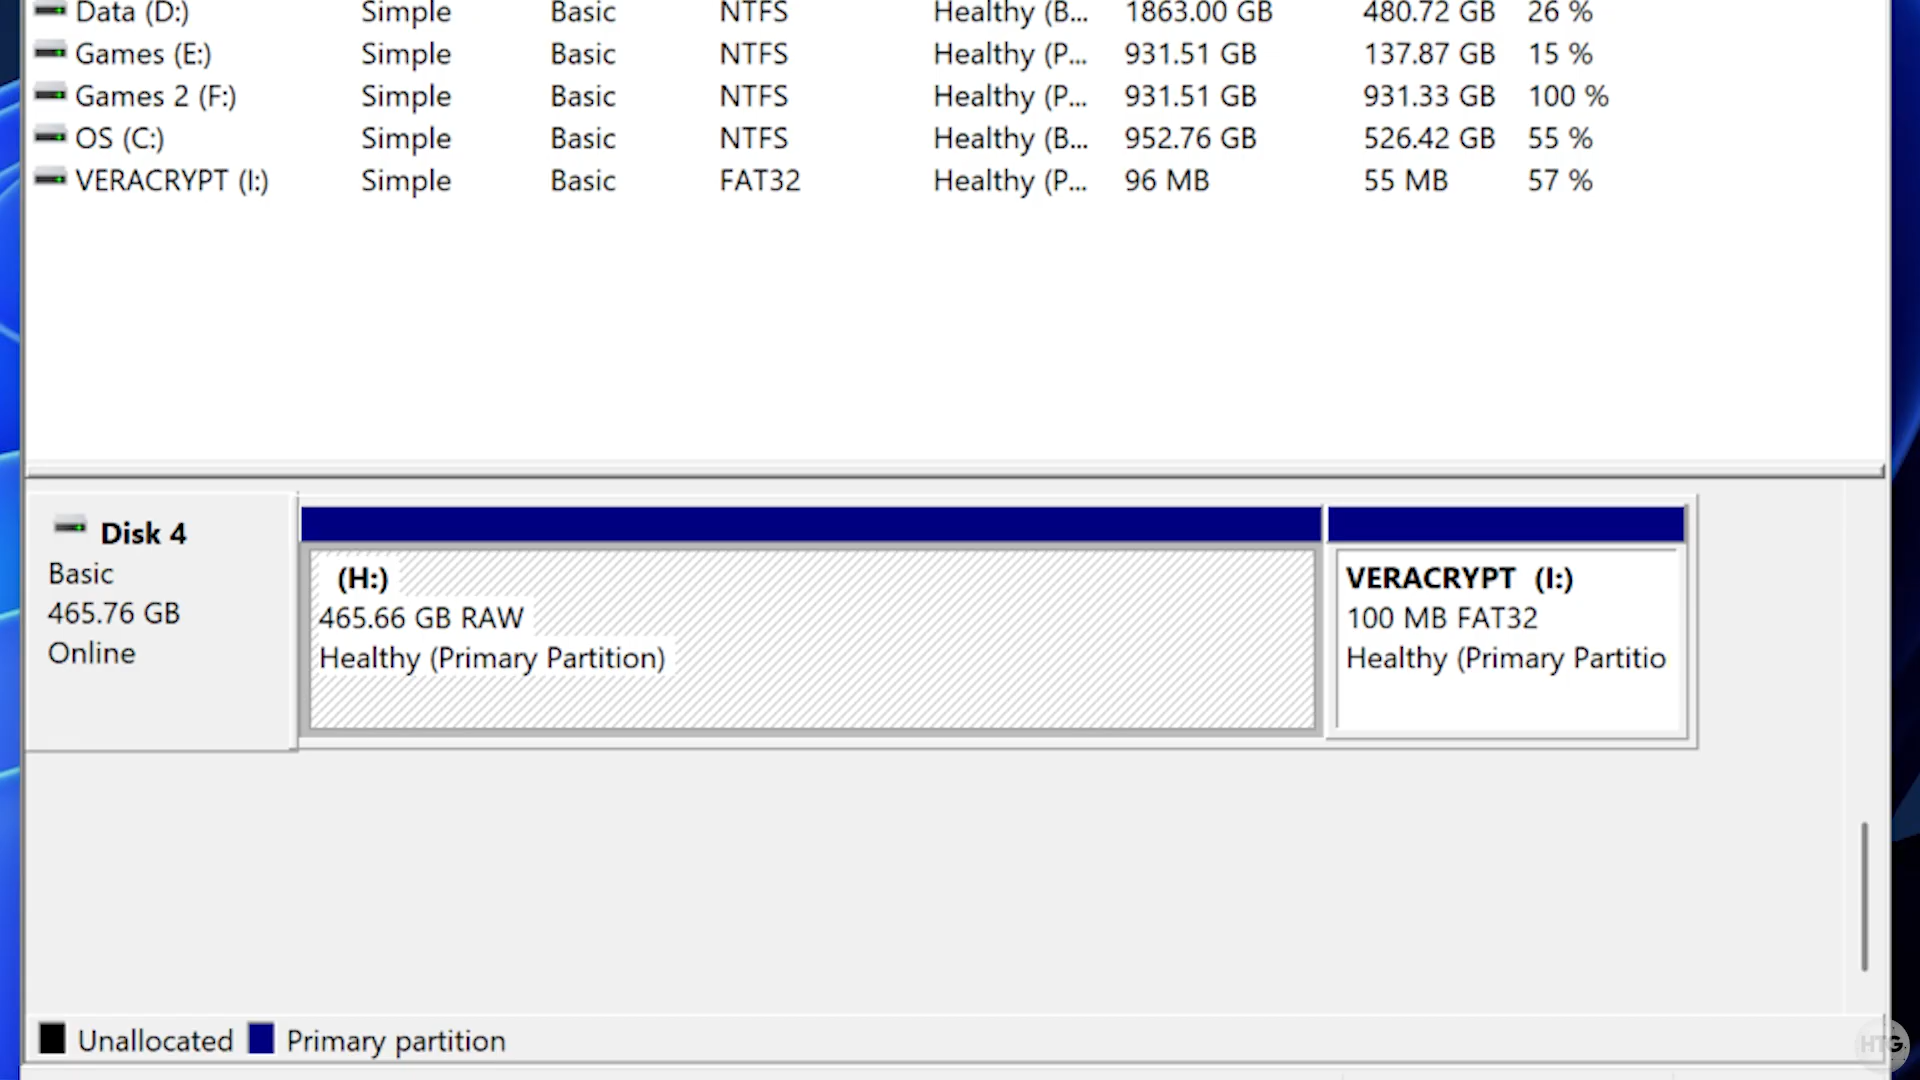 Data (D:) Simple Basic NTFS Healthy (B... 1863.00 GB 480.72 GB 26 %
Games (E:) Simple Basic NTFS Healthy (P... 931.51 GB 137.87 GB 15 %
Games 2 (F:) Simple Basic NTFS Healthy (P... 931.51 GB 931.33 GB 100 %
OS (C:) Simple Basic NTFS Healthy (B... 952.76 GB 526.42 GB 55 %
VERACRYPT (I:) Simple Basic FAT32 Healthy (P... 96 MB 55 MB 57 %
Disk 4
Basic
465.76 GB
Online
(H:)
465.66 GB RAW
Healthy (Primary Partition)
VERACRYPT (I:)
100 MB FAT32
Healthy (Primary Partitio
Unallocated Primary partition
HTG